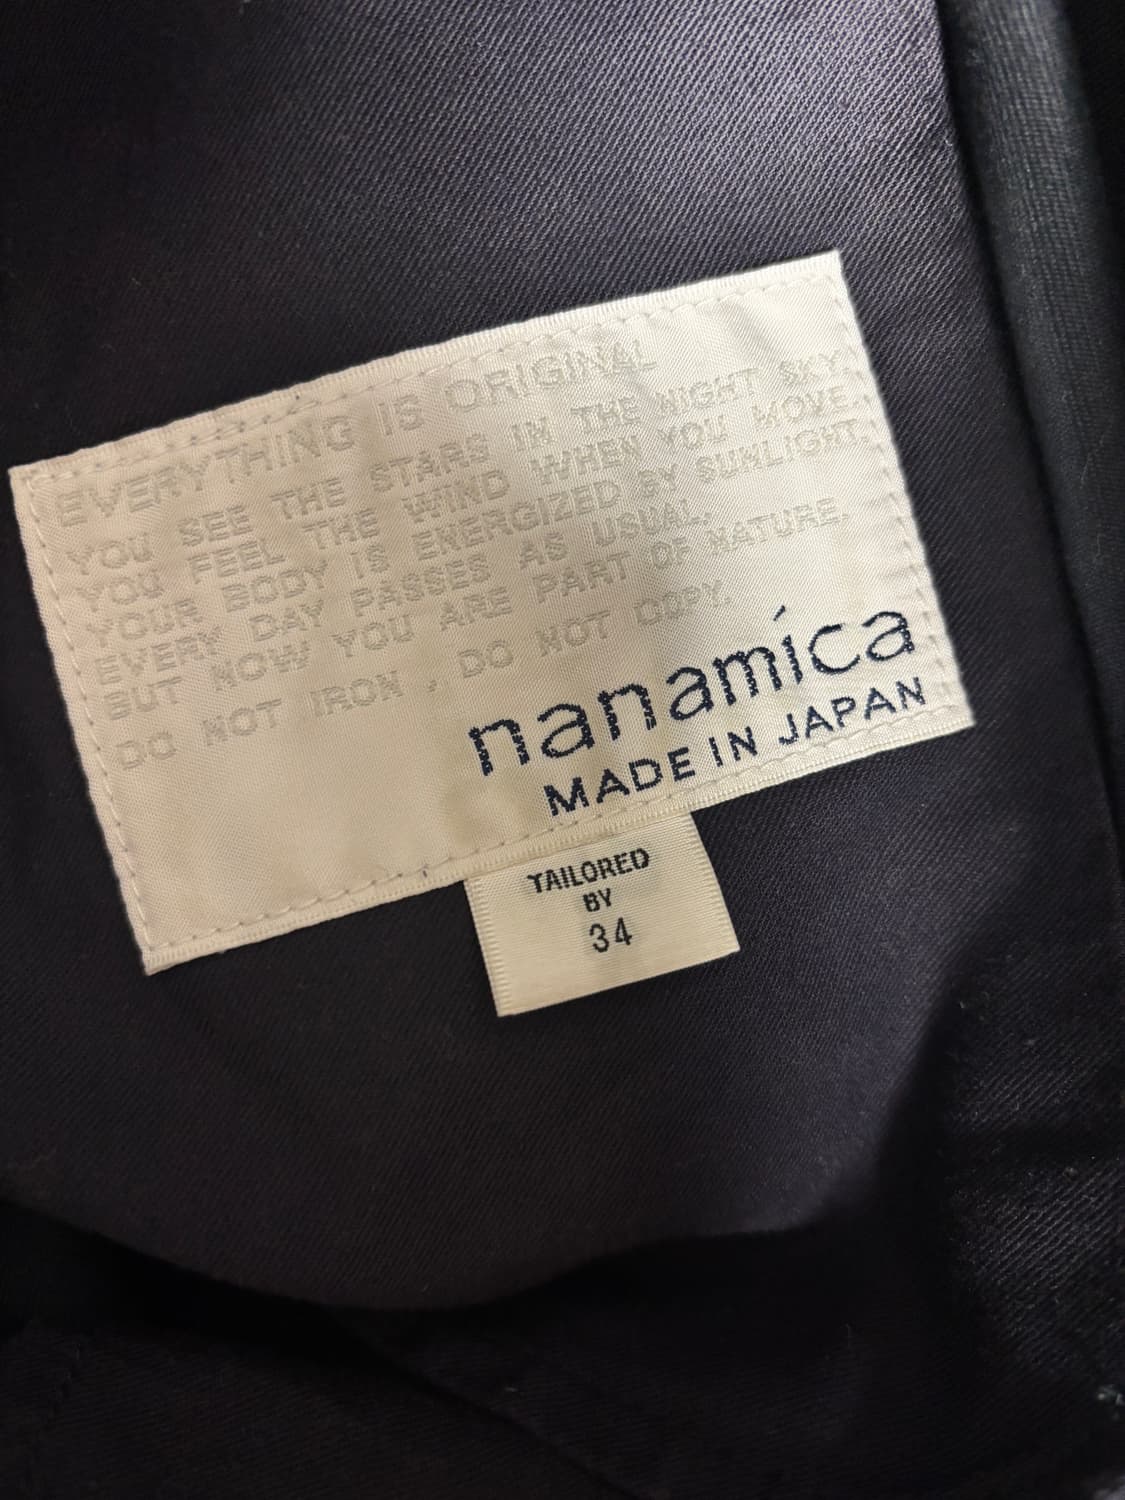 EVERYTHING IS ORIGINAL
YOU SEE THE STARS IN THE NIGHT SKY.
YOU FEEL THE WIND WHEN YOU MOVE.
YOUR BODY IS ENERGIZED BY SUNLIGHT.
EVERY DAY PASSES AS USUAL,
BUT NOW, YOU ARE PART OF NATURE.
DO NOT IRON , DO NOT COPY.
nanamíca
MADE IN JAPAN
TAILORED
BY
34